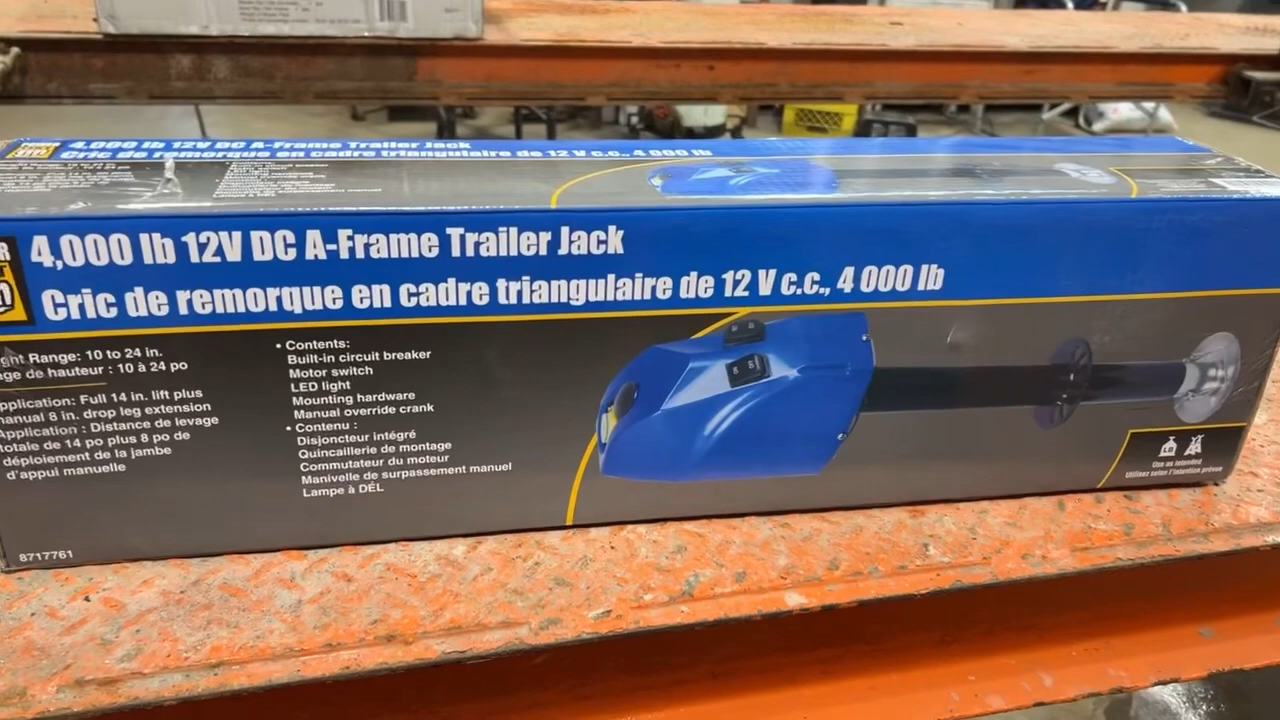 4,000 lb 12V DC A-Frame Trailer Jack
Cric de remorque en cadre triangulaire de 12 V c.c., 4 000 lb
4,000 lb 12V DC A-Frame Trailer Jack
Cric de remorque en cadre triangulaire de 12 V c.c., 4 000 lb
ght Range: 10 to 24 in.
ge de hauteur : 10 à 24 po
pplication: Full 14 in. lift plus
anual 8 in. drop leg extension
Application : Distance de levage
totale de 14 po plus 8 po de
déploiement de la jambe
d'appui manuelle
8717761
• Contents:
Built-in circuit breaker
Motor switch
LED light
Mounting hardware
Manual override crank
• Contenu :
Disjoncteur intégré
Quincaillerie de montage
Commutateur du moteur
Manivelle de surpassement manuel
Lampe à DÉL
LB
Use as intended
Utilisez selon l'intention prévue